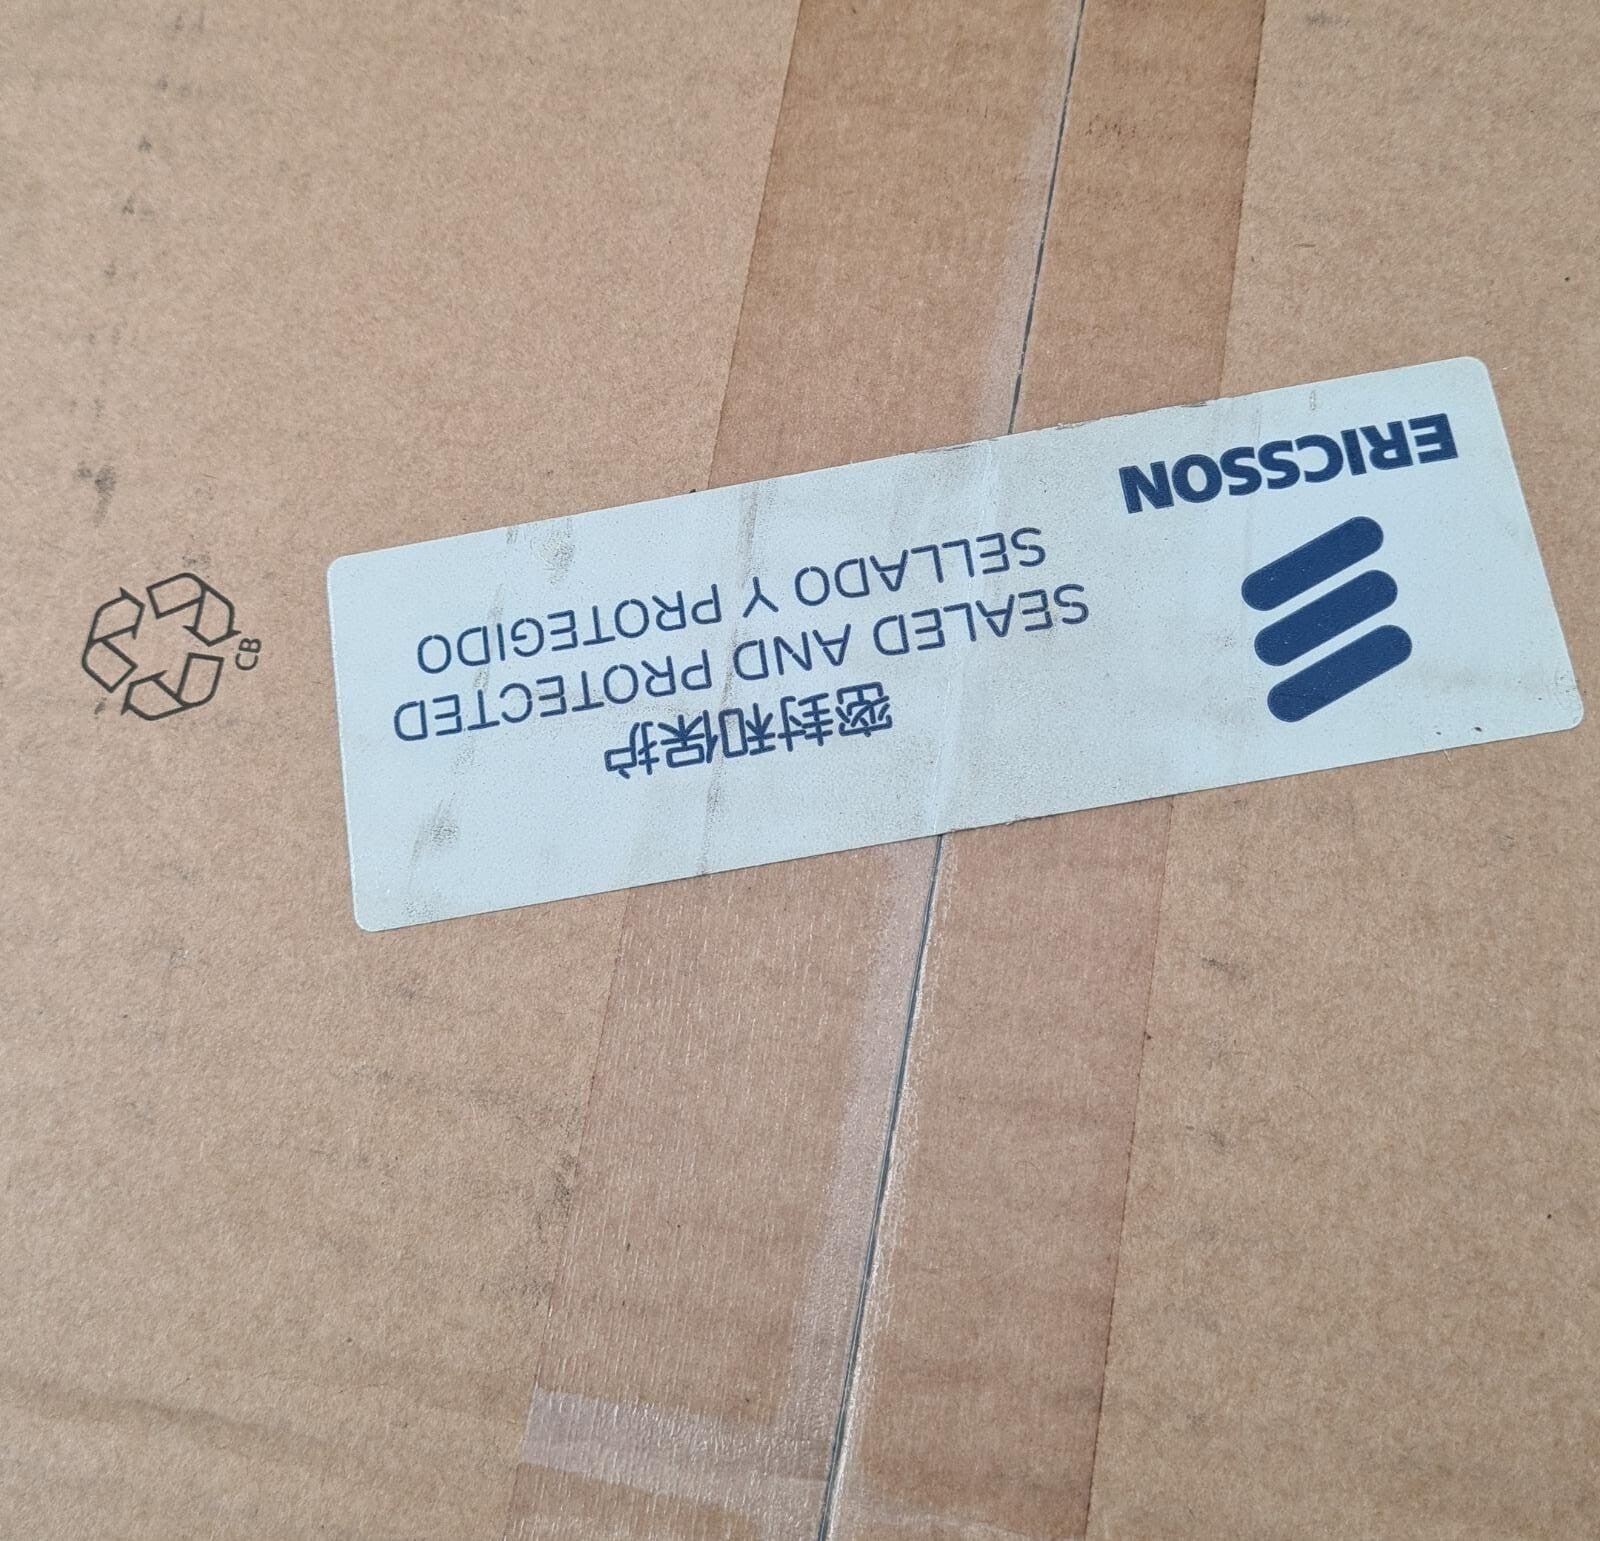 密封和保护
SEALED AND PROTECTED
SELLADO Y PROTEGIDO
ERICSSON
CB